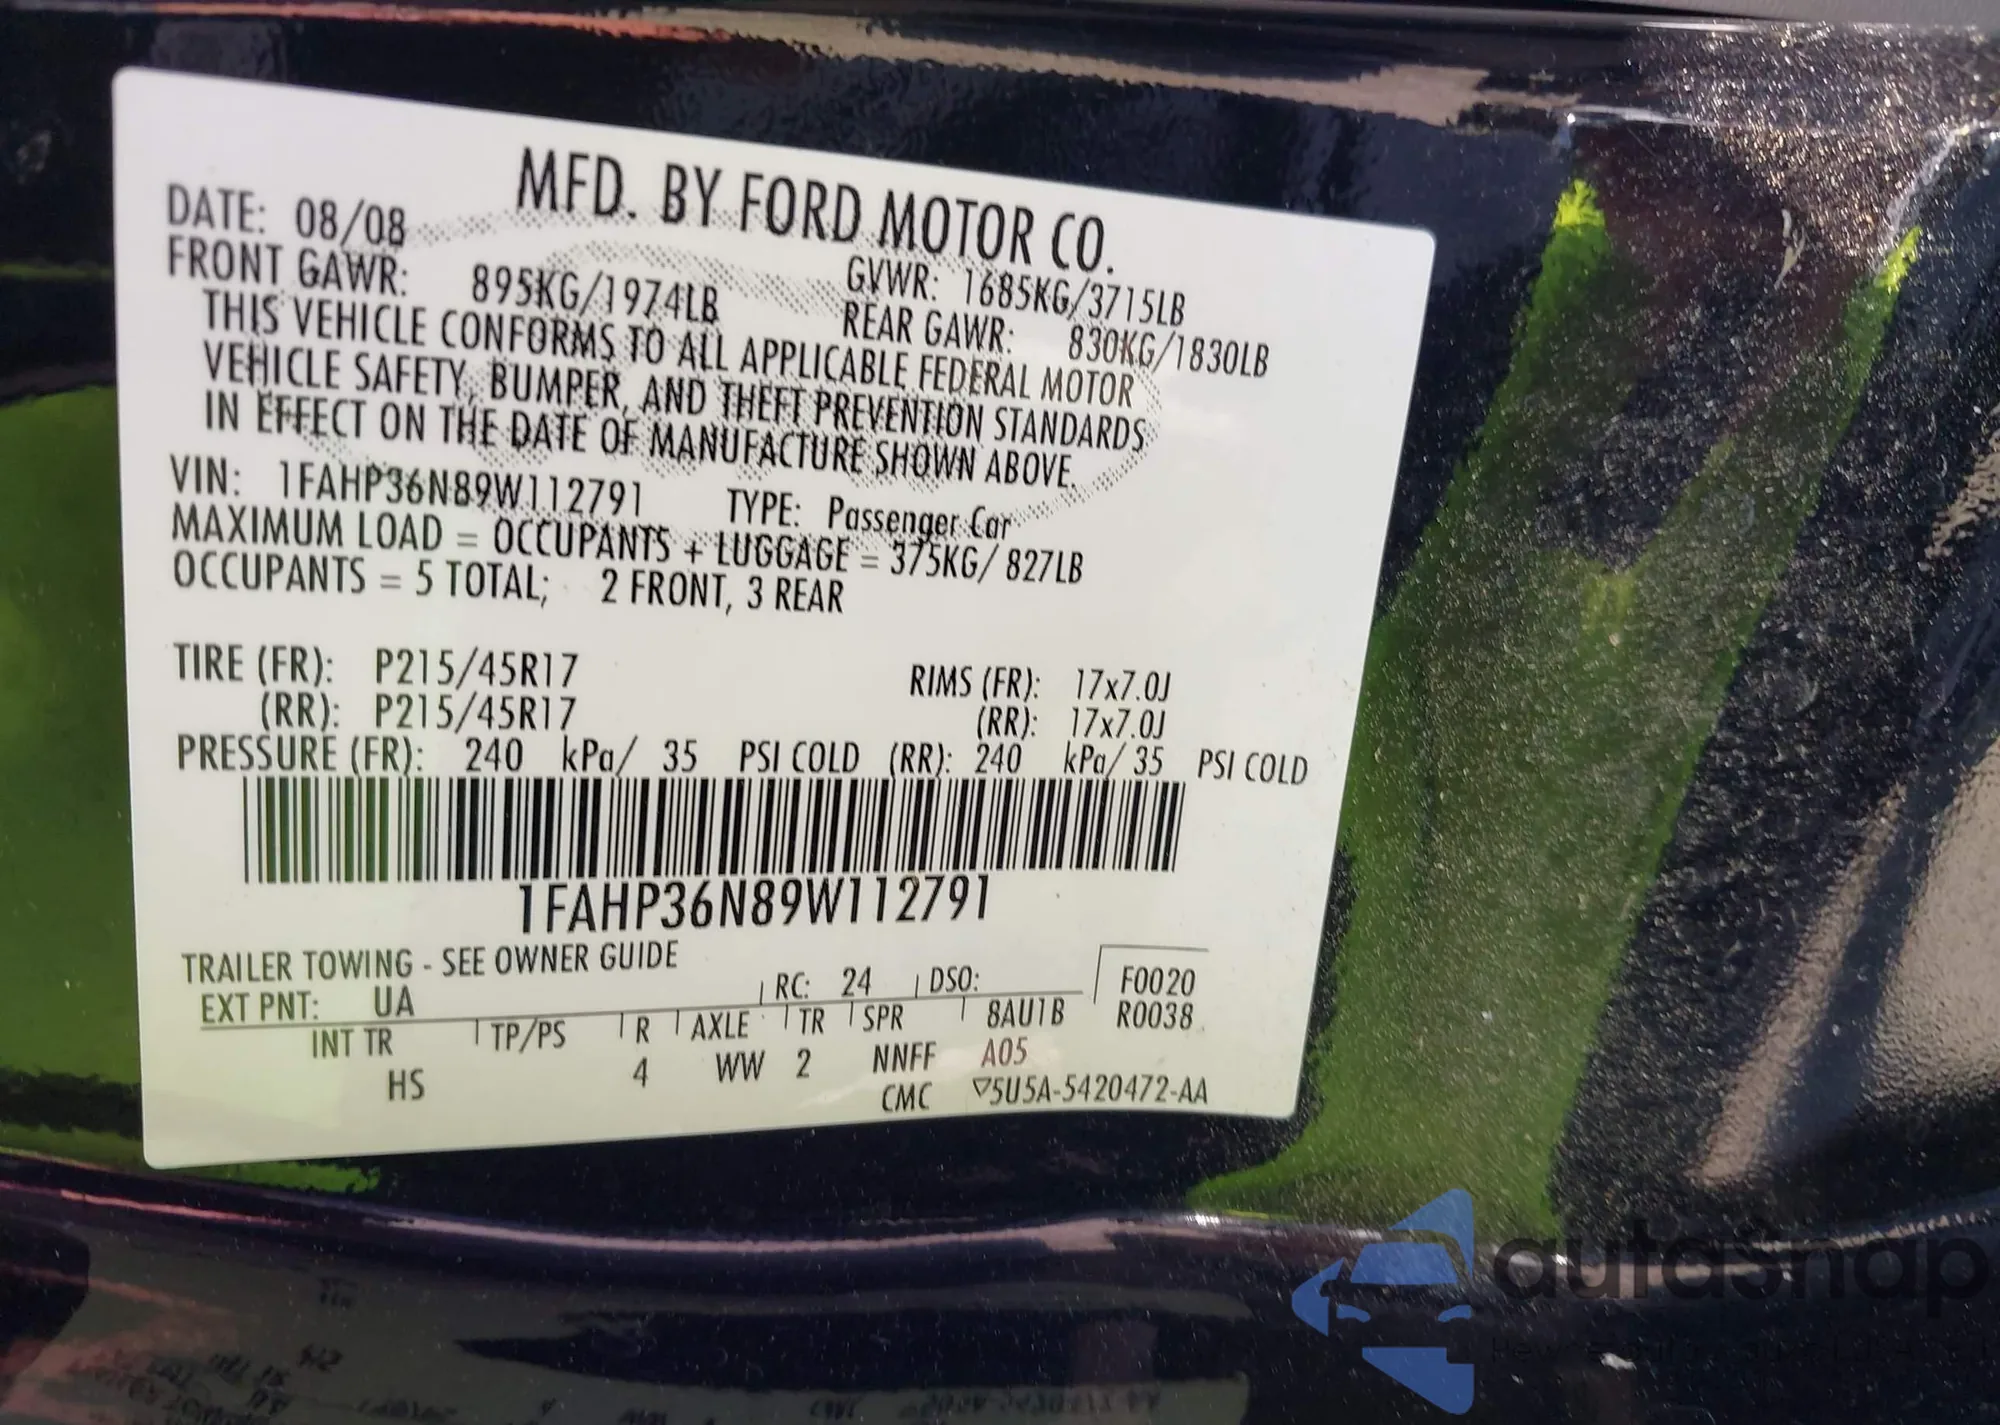 MFD. BY FORD MOTOR CO.
DATE: 08/08 GVWR: 1685KG/3715LB
FRONT GAWR: 895KG/1974LB REAR GAWR: 830KG/1830LB
THIS VEHICLE CONFORMS TO ALL APPLICABLE FEDERAL MOTOR
VEHICLE SAFETY, BUMPER, AND THEFT PREVENTION STANDARDS
IN EFFECT ON THE DATE OF MANUFACTURE SHOWN ABOVE.
VIN: 1FAHP36N89W112791 TYPE: Passenger Car
MAXIMUM LOAD = OCCUPANTS + LUGGAGE = 375KG/ 827LB
OCCUPANTS = 5 TOTAL; 2 FRONT, 3 REAR
TIRE (FR): P215/45R17 RIMS (FR): 17x7.0J
(RR): P215/45R17 (RR): 17x7.0J
PRESSURE (FR): 240 kPa/ 35 PSI COLD (RR): 240 kPa/ 35 PSI COLD
1FAHP36N89W112791
TRAILER TOWING - SEE OWNER GUIDE
EXT PNT: UA RC: 24 DSO: F0020
INT TR TP/PS R AXLE TR SPR 8AU1B R0038
HS 4 WW 2 NNFF A05
CMC ▽5U5A-5420472-AA
autasnap